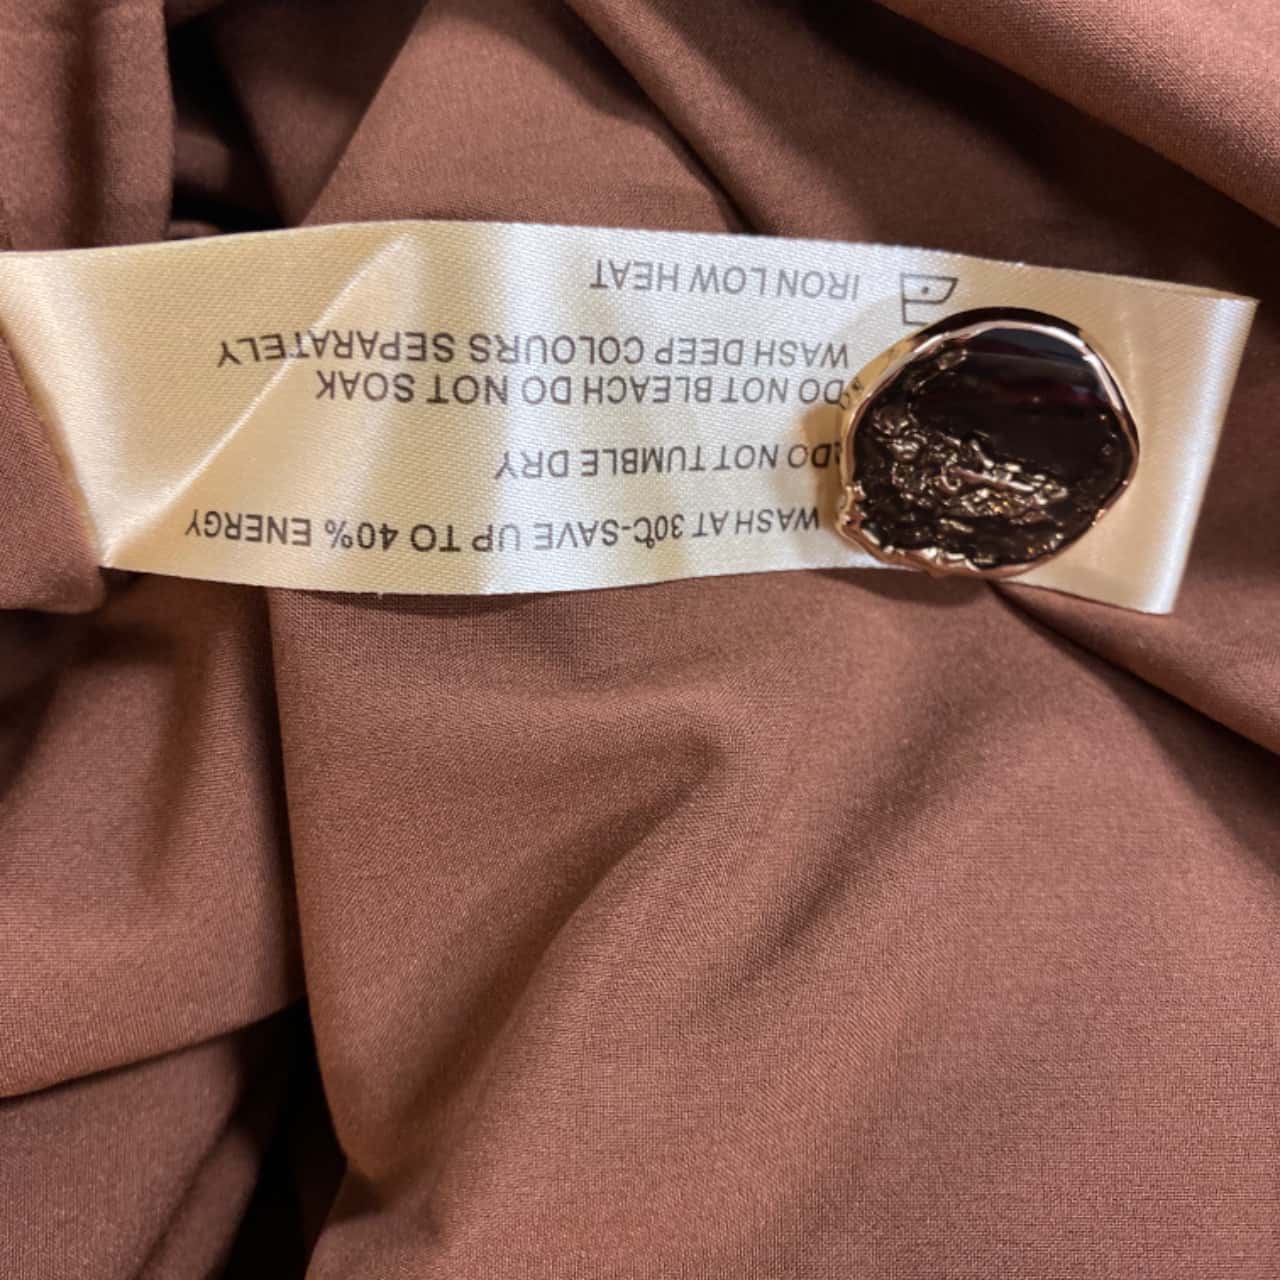 WASH AT 30℃-SAVE UP TO 40% ENERGY
DO NOT TUMBLE DRY
DO NOT BLEACH DO NOT SOAK
WASH DEEP COLOURS SEPARATELY
IRON LOW HEAT